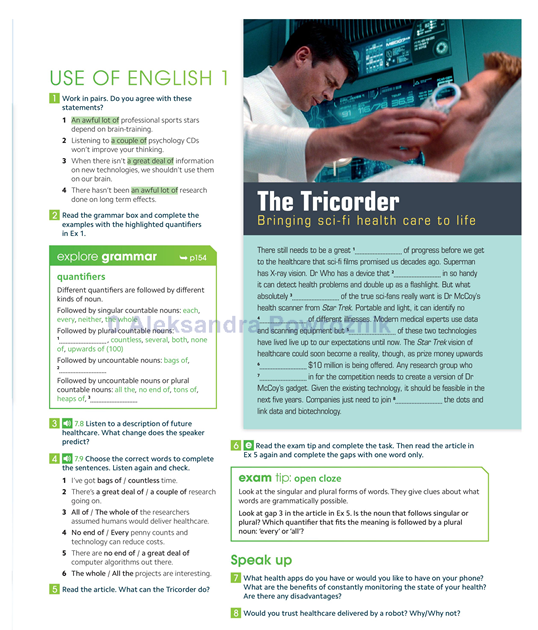 USE OF ENGLISH 1
1 Work in pairs. Do you agree with these
statements?
1 An awful lot of professional sports stars
depend on brain-training.
2 Listening to a couple of psychology CDs
won't improve your thinking.
3 When there isn't a great deal of information
on new technologies, we shouldn't use them
on our brain.
4 There hasn't been an awful lot of research
done on long term effects.
2 Read the grammar box and complete the
examples with the highlighted quantifiers
in Ex 1.
explore grammar p154
quantifiers
Different quantifiers are followed by different
kinds of noun.
Followed by singular countable nouns: each,
every, neither, the whole
Followed by plural countable nouns:
1____________, countless, several, both, none
of, upwards of (100)
Followed by uncountable nouns: bags of,
2____________
Followed by uncountable nouns or plural
countable nouns: all the, no end of, tons of,
heaps of, 3____________
3 7.8 Listen to a description of future
healthcare. What change does the speaker
predict?
4 7.9 Choose the correct words to complete
the sentences. Listen again and check.
1 I've got bags of / countless time.
2 There's a great deal of / a couple of research
going on.
3 All of / The whole of the researchers
assumed humans would deliver healthcare.
4 No end of / Every penny counts and
technology can reduce costs.
5 There are no end of / a great deal of
computer algorithms out there.
6 The whole / All the projects are interesting.
5 Read the article. What can the Tricorder do?
The Tricorder
Bringing sci-fi health care to life
There still needs to be a great 1____________ of progress before we get
to the healthcare that sci-fi films promised us decades ago. Superman
has X-ray vision. Dr Who has a device that 2____________ in so handy
it can detect health problems and double up as a flashlight. But what
absolutely 3____________ of the true sci-fans really want is Dr McCoy's
health scanner from Star Trek. Portable and light, it can identify no
4____________ of different illnesses. Modern medical experts use data
and scanning equipment but 5____________ of these two technologies
have lived live up to our expectations until now. The Star Trek vision of
healthcare could soon become a reality, though, as prize money upwards
6____________ $10 million is being offered. Any research group who
7____________ in for the competition needs to create a version of Dr
McCoy's gadget. Given the existing technology, it should be feasible in the
next five years. Companies just need to join 8____________ the dots and
link data and biotechnology.
© Aleksandra Powroźnik
6 e Read the exam tip and complete the task. Then read the article in
Ex 5 again and complete the gaps with one word only.
exam tip: open cloze
Look at the singular and plural forms of words. They give clues about what
words are grammatically possible.
Look at gap 3 in the article in Ex 5. Is the noun that follows singular or
plural? Which quantifier that fits the meaning is followed by a plural
noun: 'every' or 'all'?
Speak up
7 What health apps do you have or would you like to have on your phone?
What are the benefits of constantly monitoring the state of your health?
Are there any disadvantages?
8 Would you trust healthcare delivered by a robot? Why/Why not?